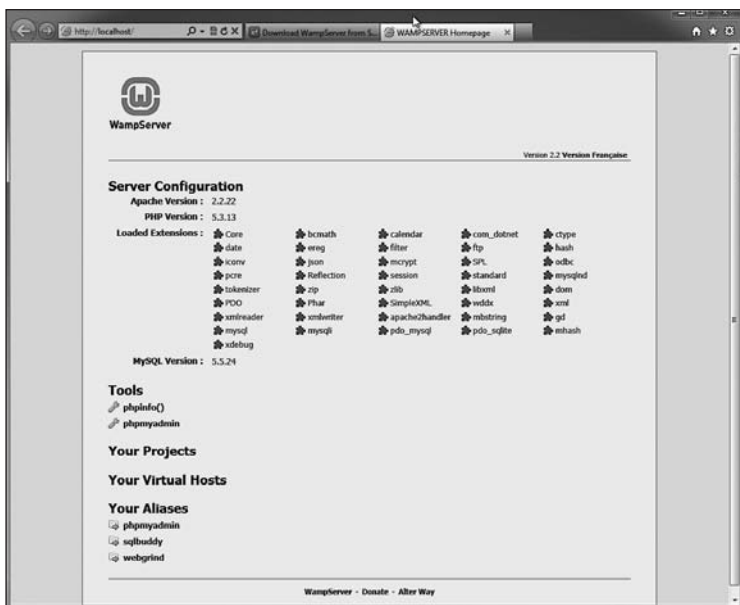 http://localhost/
Download WampServer from S...
WAMPSERVER Homepage
WampServer
Version 2.2 Version Française
Server Configuration
Apache Version : 2.2.22
PHP Version : 5.3.13
Loaded Extensions : Core bcmath calendar com_dotnet ctype
date ereg filter ftp hash
iconv json mcrypt SPL odbc
pcre Reflection session standard mysqlnd
tokenizer zip zlib libxml dom
PDO Phar SimpleXML wddx xml
xmlreader xmlwriter apache2handler mbstring gd
mysql mysqli pdo_mysql pdo_sqlite mhash
xdebug
MySQL Version : 5.5.24
Tools
phpinfo()
phpmyadmin
Your Projects
Your Virtual Hosts
Your Aliases
phpmyadmin
sqlbuddy
webgrind
WampServer - Donate - Alter Way